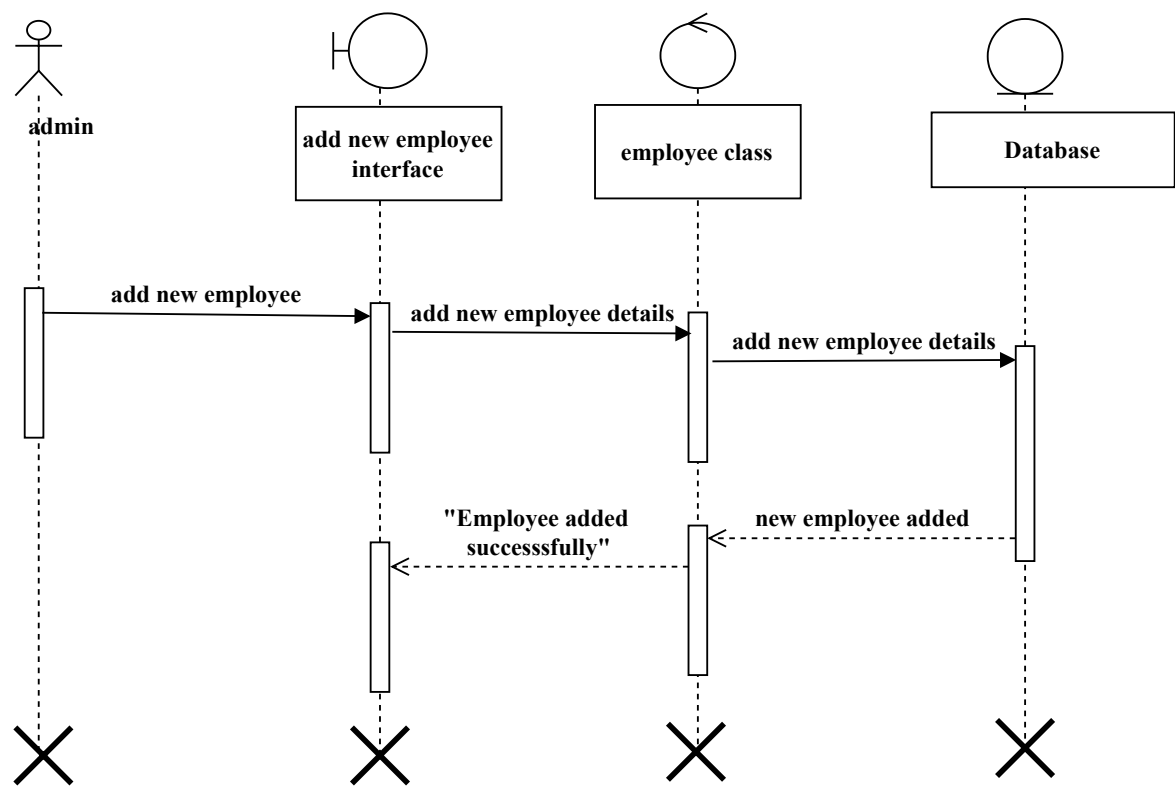 admin
add new employee
interface
employee class
Database
add new employee
add new employee details
add new employee details
"Employee added
successsfully"
new employee added